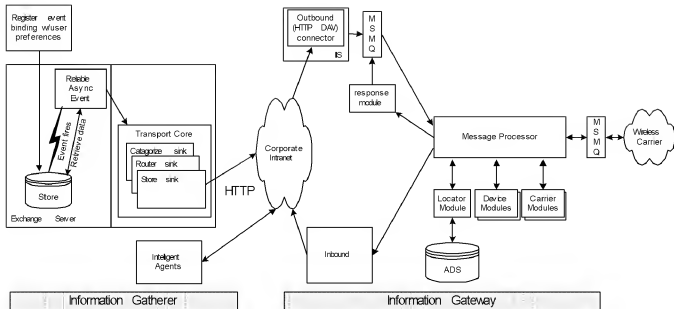 Register event
binding w/user
preferences
Reliable
Async
Event
Event fires
Retrieve data
Store
Exchange Server
Transport Core
Catagorize sink
Router sink
Store sink
HTTP
Corporate
Intranet
Intelligent
Agents
Information Gatherer
Outbound
(HTTP DAV)
connector
IIS
M
S
M
Q
response
module
Message Processor
M
S
M
Q
Wireless
Carrier
Locator
Module
Device
Modules
Carrier
Modules
ADS
Inbound
Information Gateway